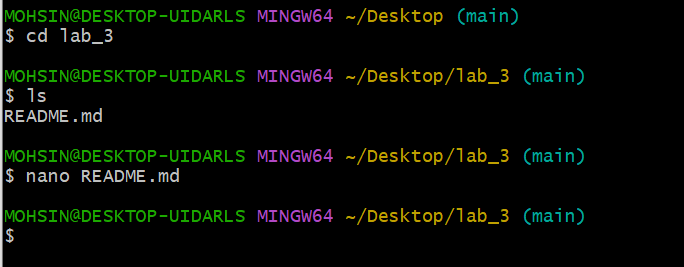 MOHSIN@DESKTOP-UIDARLS MINGW64 ~/Desktop (main)
$ cd lab_3
MOHSIN@DESKTOP-UIDARLS MINGW64 ~/Desktop/lab_3 (main)
$ ls
README.md
MOHSIN@DESKTOP-UIDARLS MINGW64 ~/Desktop/lab_3 (main)
$ nano README.md
MOHSIN@DESKTOP-UIDARLS MINGW64 ~/Desktop/lab_3 (main)
$